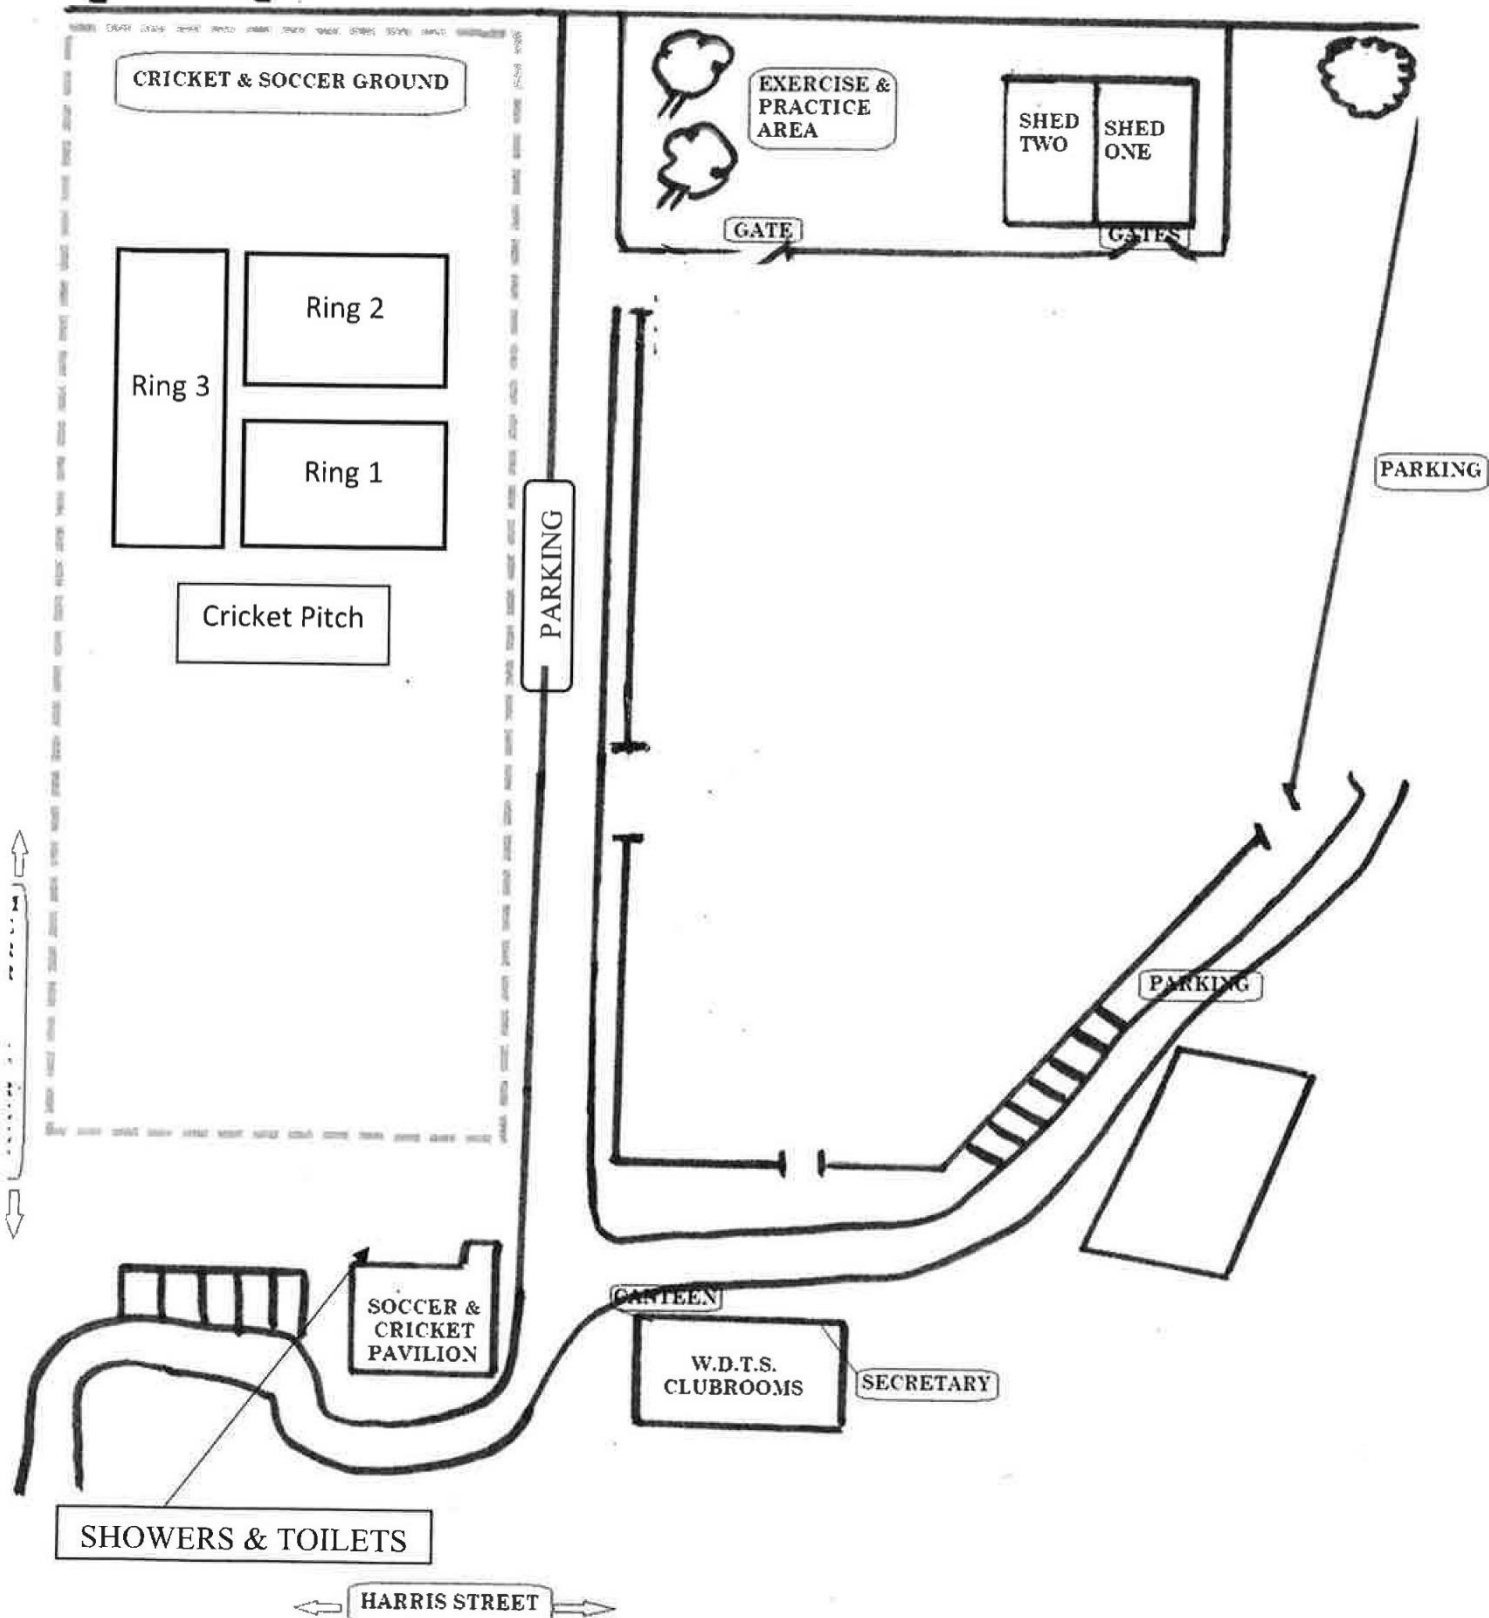 CRICKET & SOCCER GROUND
EXERCISE &
PRACTICE
AREA
SHED
TWO
SHED
ONE
GATE
GATES
Ring 2
Ring 3
Ring 1
PARKING
PARKING
Cricket Pitch
PARKING
CANTEEN
SOCCER &
CRICKET
PAVILION
W.D.T.S.
CLUBROOMS
SECRETARY
SHOWERS & TOILETS
HARRIS STREET